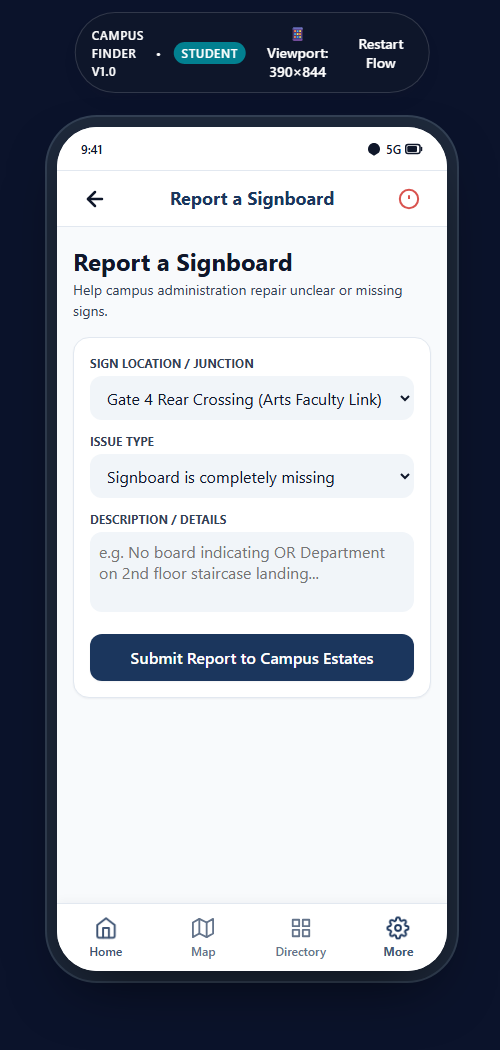 CAMPUS
FINDER
V1.0
•
STUDENT
Viewport:
390×844
Restart
Flow
9:41
5G
Report a Signboard
Report a Signboard
Help campus administration repair unclear or missing
signs.
SIGN LOCATION / JUNCTION
Gate 4 Rear Crossing (Arts Faculty Link)
ISSUE TYPE
Signboard is completely missing
DESCRIPTION / DETAILS
e.g. No board indicating OR Department
on 2nd floor staircase landing...
Submit Report to Campus Estates
Home
Map
Directory
More